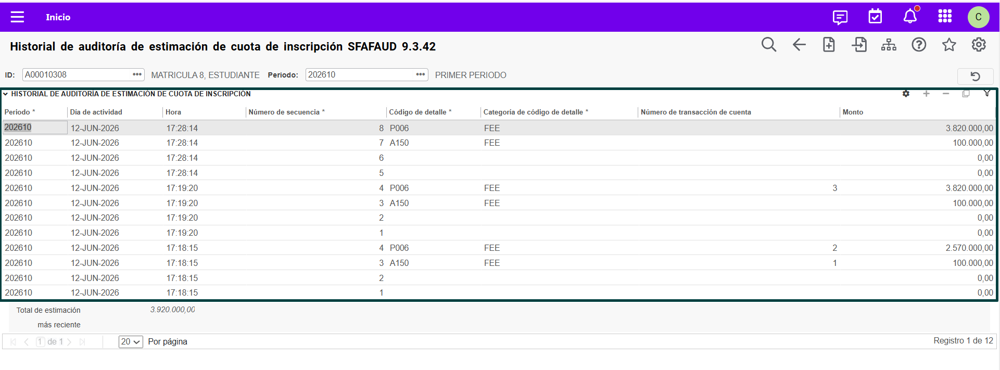 Inicio
C
Historial de auditoría de estimación de cuota de inscripción SFAFAUD 9.3.42
ID: A00010308 ••• MATRICULA 8, ESTUDIANTE Periodo: 202610 ••• PRIMER PERIODO
HISTORIAL DE AUDITORÍA DE ESTIMACIÓN DE CUOTA DE INSCRIPCIÓN
Periodo * Día de actividad Hora Número de secuencia * Código de detalle * Categoría de código de detalle * Número de transacción de cuenta Monto
202610 12-JUN-2026 17:28:14 8 P006 FEE 3.820.000,00
202610 12-JUN-2026 17:28:14 7 A150 FEE 100.000,00
202610 12-JUN-2026 17:28:14 6 0,00
202610 12-JUN-2026 17:28:14 5 0,00
202610 12-JUN-2026 17:19:20 4 P006 FEE 3 3.820.000,00
202610 12-JUN-2026 17:19:20 3 A150 FEE 100.000,00
202610 12-JUN-2026 17:19:20 2 0,00
202610 12-JUN-2026 17:19:20 1 0,00
202610 12-JUN-2026 17:18:15 4 P006 FEE 2 2.570.000,00
202610 12-JUN-2026 17:18:15 3 A150 FEE 1 100.000,00
202610 12-JUN-2026 17:18:15 2 0,00
202610 12-JUN-2026 17:18:15 1 0,00
Total de estimación 3.920.000,00
más reciente
1 de 1 20 Por página Registro 1 de 12